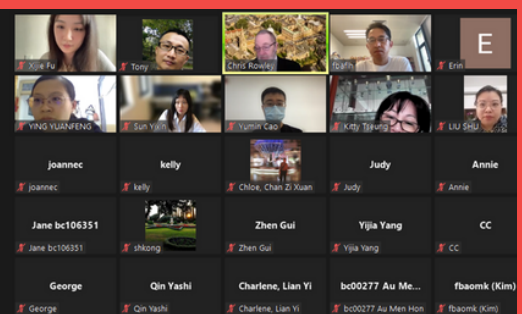 Xijie Fu
Tony
Chris Rowley
fbafn
E
Erin
YING YUANFENG
Sun Yixin
Yumin Cao
Kitty Tseung
LIU SHU
joannec
joannec
kelly
kelly
Chloe, Chan Zi Xuan
Judy
Judy
Annie
Annie
Jane bc106351
Jane bc106351
shkong
Zhen Gui
Zhen Gui
Yijia Yang
Yijia Yang
CC
CC
George
George
Qin Yashi
Qin Yashi
Charlene, Lian Yi
Charlene, Lian Yi
bc00277 Au Me...
bc00277 Au Men Hon
fbaomk (Kim)
fbaomk (Kim)